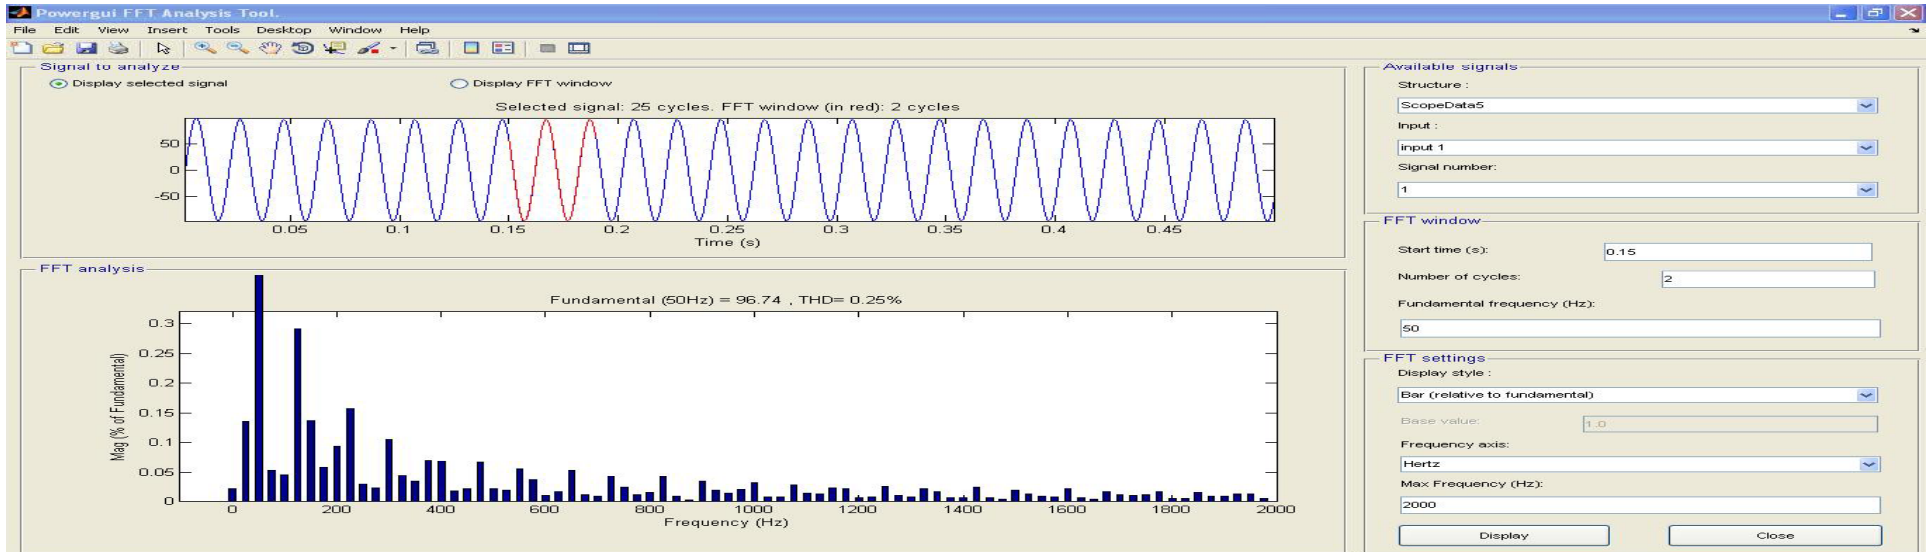 Powergui FFT Analysis Tool.
File Edit View Insert Tools Desktop Window Help
Signal to analyze
Display selected signal
Display FFT window
Selected signal: 25 cycles. FFT window (in red): 2 cycles
50
0
-50
0.05 0.1 0.15 0.2 0.25 0.3 0.35 0.4 0.45
Time (s)
FFT analysis
Fundamental (50Hz) = 96.74 , THD= 0.25%
Mag (% of Fundamental)
0.3
0.25
0.2
0.15
0.1
0.05
0
0 200 400 600 800 1000 1200 1400 1600 1800 2000
Frequency (Hz)
Available signals
Structure :
ScopeData5
Input :
input 1
Signal number:
1
FFT window
Start time (s):
0.15
Number of cycles:
2
Fundamental frequency (Hz):
50
FFT settings
Display style :
Bar (relative to fundamental)
Base value:
1.0
Frequency axis:
Hertz
Max Frequency (Hz):
2000
Display
Close